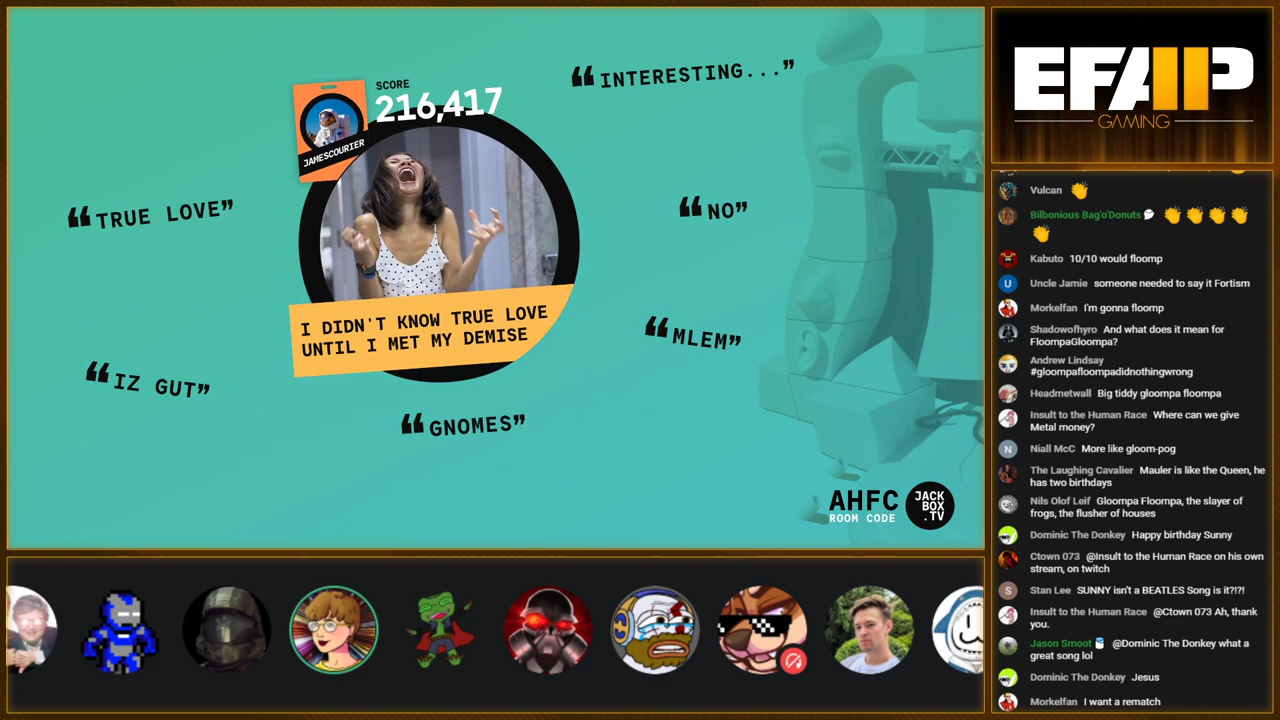 SCORE
216,417
JAMESCOURIER
“INTERESTING...”
“TRUE LOVE”
“NO”
I DIDN'T KNOW TRUE LOVE
UNTIL I MET MY DEMISE
“MLEM”
“IZ GUT”
“GNOMES”
AHFC
ROOM CODE
JACK
BOX
.TV
EFAP
GAMING
Vulcan 👏
Bilbonious Bag'o'Donuts 👏 👏 👏 👏
👏
Kabuto 10/10 would floomp
U Uncle Jamie someone needed to say it Fortism
Morkelfan I'm gonna floomp
Shadowofhyro And what does it mean for
FloompaGloompa?
Andrew Lindsay
#gloompafloompadidnothingwrong
Headmetwall Big tiddy gloompa floompa
Insult to the Human Race Where can we give
Metal money?
N Niall McC More like gloom-pog
The Laughing Cavalier Mauler is like the Queen, he
has two birthdays
Nils Olof Leif Gloompa Floompa, the slayer of
frogs, the flusher of houses
Dominic The Donkey Happy birthday Sunny
Ctown 073 @Insult to the Human Race on his own
stream, on twitch
S Stan Lee SUNNY isn't a BEATLES Song is it?!?!
Insult to the Human Race @Ctown 073 Ah, thank
you.
Jason Smoot @Dominic The Donkey what a
great song lol
Dominic The Donkey Jesus
Morkelfan I want a rematch